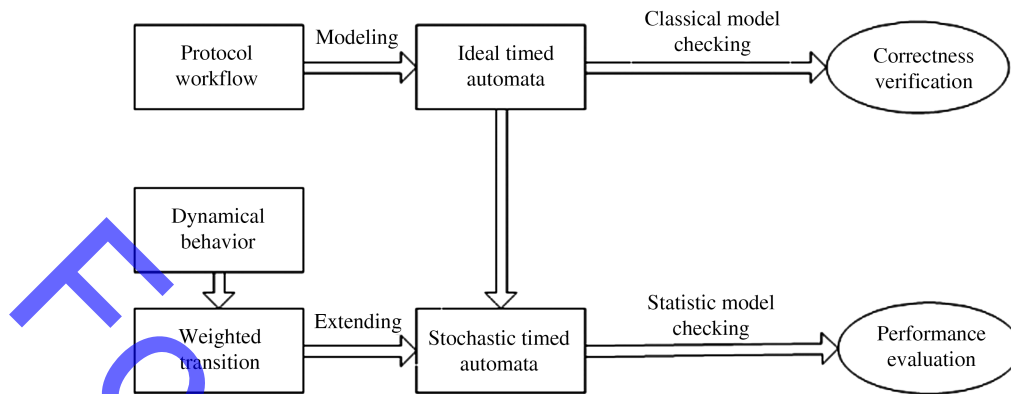 Protocol
workflow
Modeling
Ideal timed
automata
Classical model
checking
Correctness
verification
Dynamical
behavior
Weighted
transition
Extending
Stochastic timed
automata
Statistic model
checking
Performance
evaluation